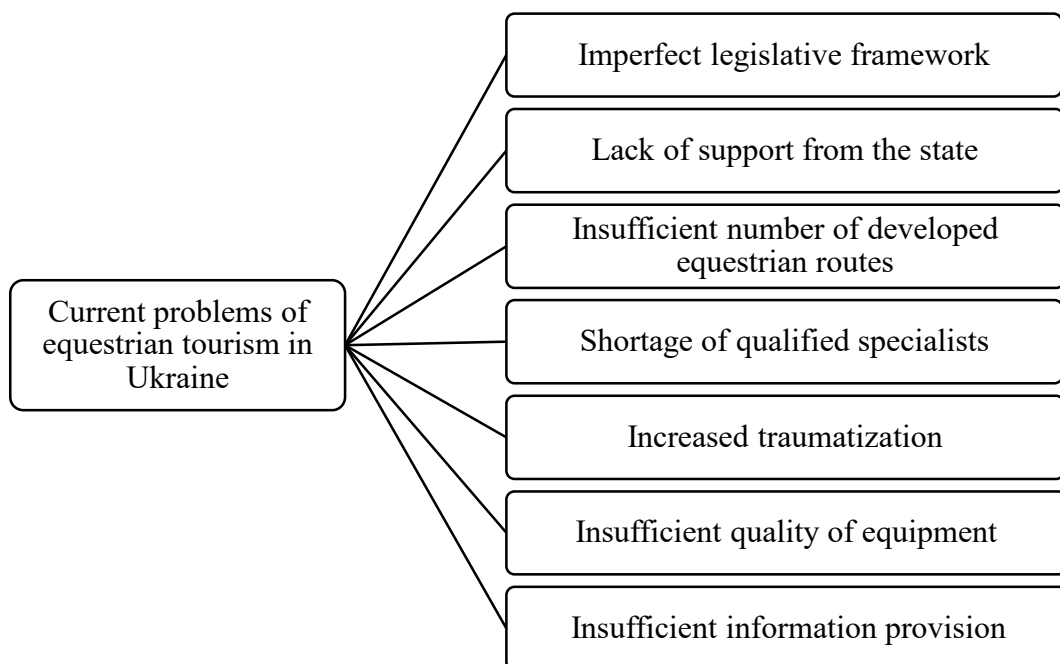 Imperfect legislative framework
Lack of support from the state
Insufficient number of developed
equestrian routes
Current problems of
equestrian tourism in
Ukraine
Shortage of qualified specialists
Increased traumatization
Insufficient quality of equipment
Insufficient information provision